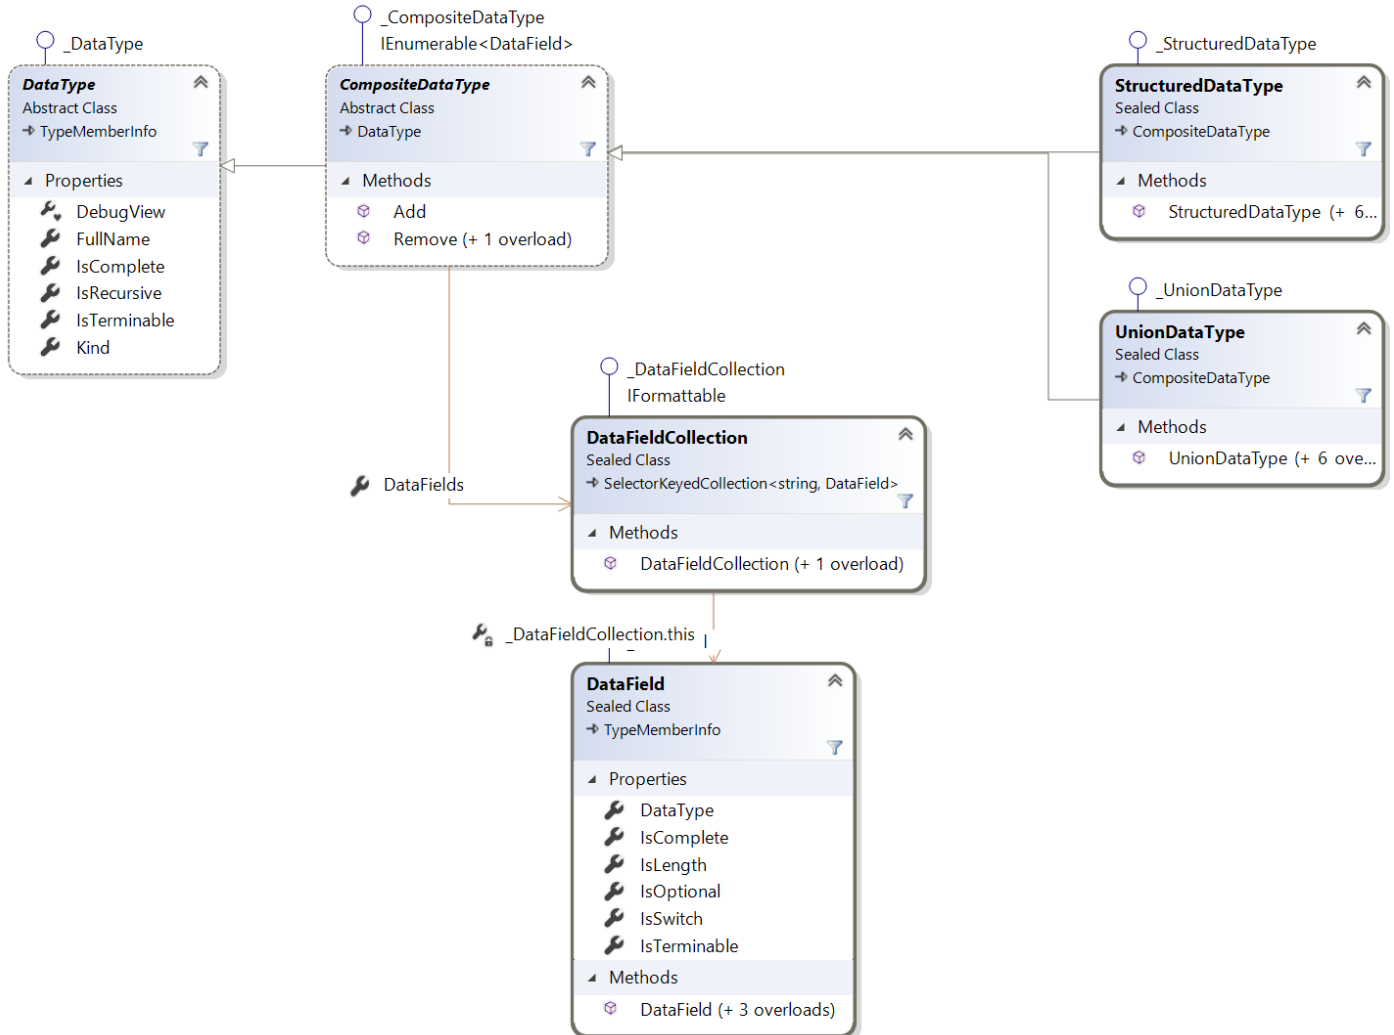 _DataType
DataType
Abstract Class
TypeMemberInfo
Properties
DebugView
FullName
IsComplete
IsRecursive
IsTerminable
Kind
_CompositeDataType
IEnumerable<DataField>
CompositeDataType
Abstract Class
DataType
Methods
Add
Remove (+ 1 overload)
_StructuredDataType
StructuredDataType
Sealed Class
CompositeDataType
Methods
StructuredDataType (+ 6...
_UnionDataType
UnionDataType
Sealed Class
CompositeDataType
Methods
UnionDataType (+ 6 ove...
DataFields
_DataFieldCollection
IFormattable
DataFieldCollection
Sealed Class
SelectorKeyedCollection<string, DataField>
Methods
DataFieldCollection (+ 1 overload)
_DataFieldCollection.this
DataField
Sealed Class
TypeMemberInfo
Properties
DataType
IsComplete
IsLength
IsOptional
IsSwitch
IsTerminable
Methods
DataField (+ 3 overloads)